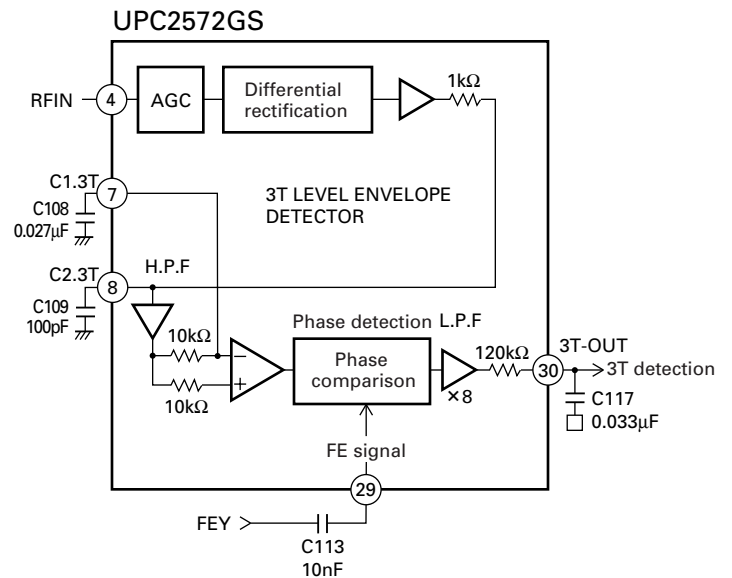 UPC2572GS
RFIN
4
AGC
Differential
rectification
1kΩ
C1.3T
7
C108
0.027µF
3T LEVEL ENVELOPE
DETECTOR
C2.3T
8
H.P.F
C109
100pF
10kΩ
10kΩ
−
+
Phase detection
L.P.F
Phase
comparison
×8
120kΩ
30
3T-OUT
3T detection
C117
0.033µF
FE signal
29
FEY
C113
10nF